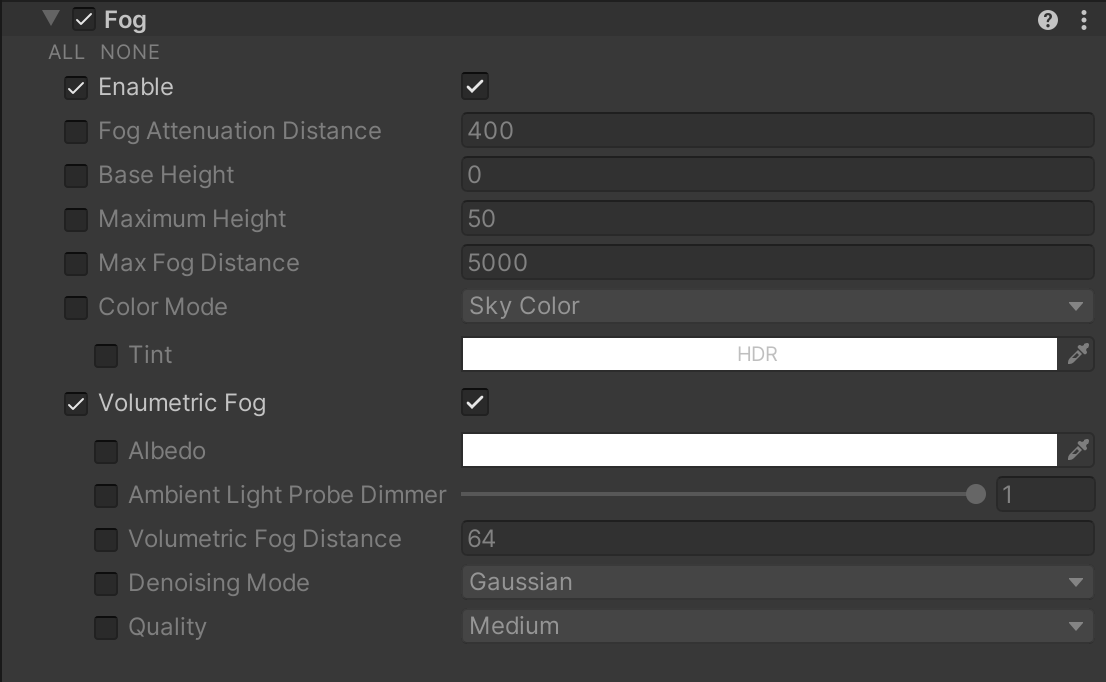 Fog
ALL NONE
Enable
Fog Attenuation Distance 400
Base Height 0
Maximum Height 50
Max Fog Distance 5000
Color Mode Sky Color
Tint HDR
Volumetric Fog
Albedo
Ambient Light Probe Dimmer 1
Volumetric Fog Distance 64
Denoising Mode Gaussian
Quality Medium